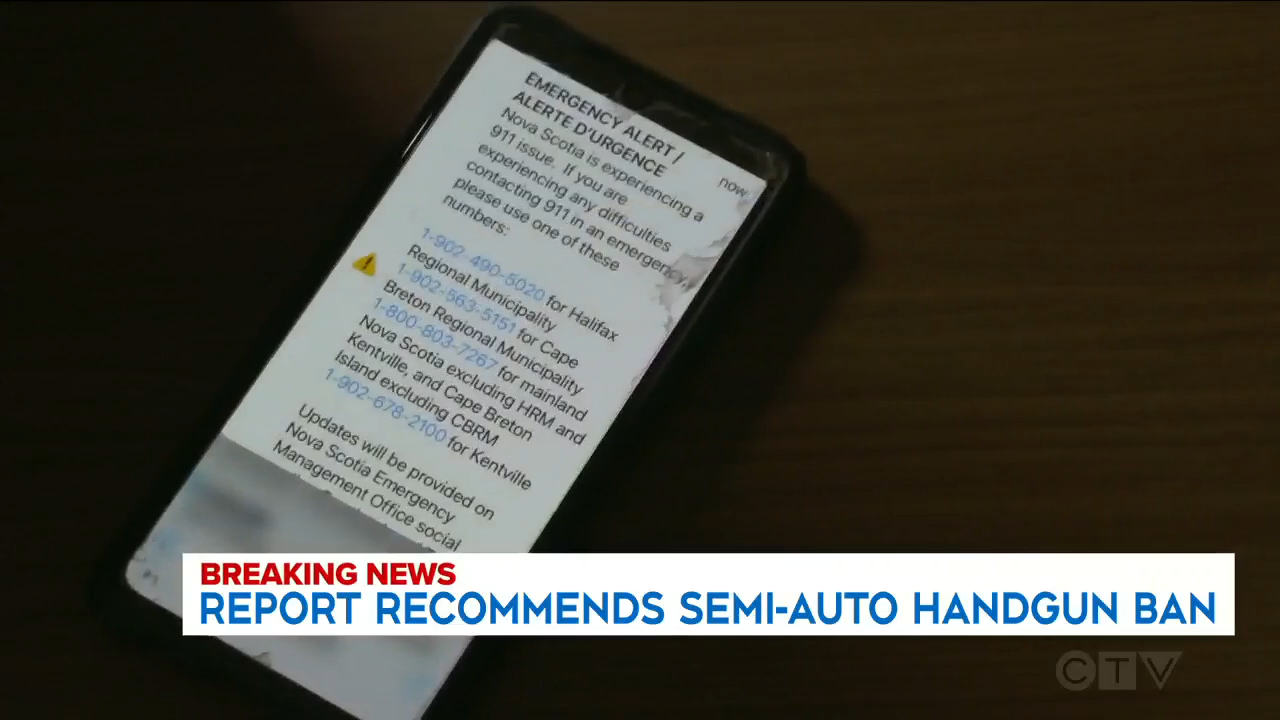 EMERGENCY ALERT /
ALERTE D'URGENCE
now
Nova Scotia is experiencing a
911 issue. If you are
experiencing any difficulties
contacting 911 in an emergency,
please use one of these
numbers:
1-902-490-5020 for Halifax
Regional Municipality
1-902-563-5151 for Cape
Breton Regional Municipality
1-800-803-7267 for mainland
Nova Scotia excluding HRM and
Kentville, and Cape Breton
Island excluding CBRM
1-902-678-2100 for Kentville
Updates will be provided on
Nova Scotia Emergency
Management Office social
BREAKING NEWS
REPORT RECOMMENDS SEMI-AUTO HANDGUN BAN
CTV